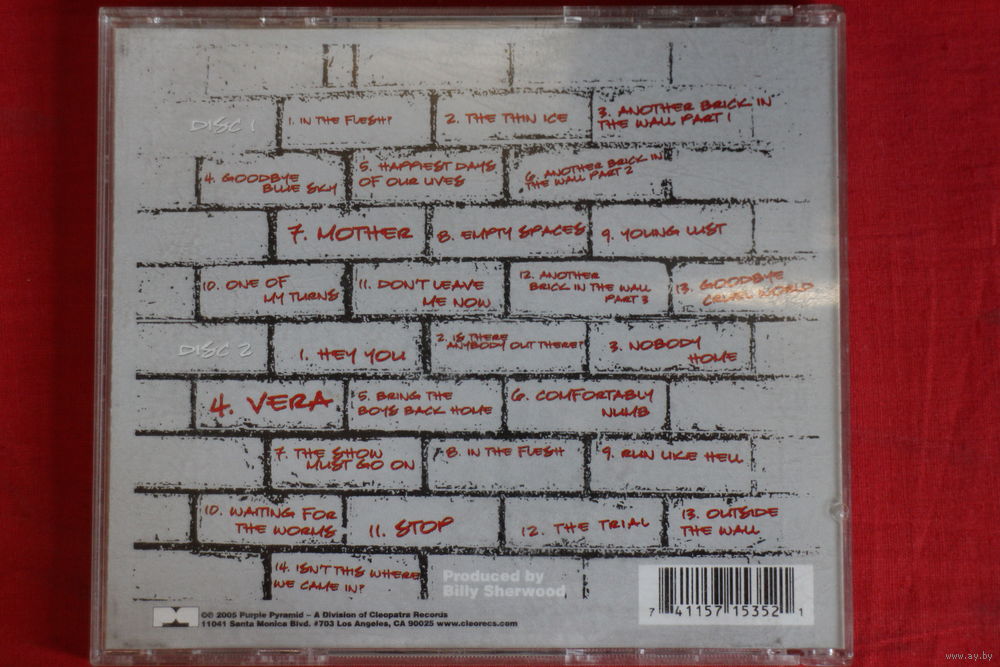 DISC 1
1. IN THE FLESH?
2. THE THIN ICE
3. ANOTHER BRICK IN
THE WALL PART 1
4. GOODBYE
BLUE SKY
5. HAPPIEST DAYS
OF OUR LIVES
6. ANOTHER BRICK IN
THE WALL PART 2
7. MOTHER
8. EMPTY SPACES
9. YOUNG LUST
10. ONE OF
MY TURNS
11. DON'T LEAVE
ME NOW
12. ANOTHER
BRICK IN THE WALL
PART 3
13. GOODBYE
CRUEL WORLD
DISC 2
1. HEY YOU
2. IS THERE
ANYBODY OUT THERE?
3. NOBODY
HOME
4. VERA
5. BRING THE
BOYS BACK HOME
6. COMFORTABLY
NUMB
7. THE SHOW
MUST GO ON
8. IN THE FLESH
9. RUN LIKE HELL
10. WAITING FOR
THE WORMS
11. STOP
12. THE TRIAL
13. OUTSIDE
THE WALL
14. ISN'T THIS WHERE
WE CAME IN?
Produced by
Billy Sherwood
©℗ 2005 Purple Pyramid – A Division of Cleopatra Records
11041 Santa Monica Blvd. #703 Los Angeles, CA 90025 www.cleorecs.com
7 41157 15352 1
www.ay.by